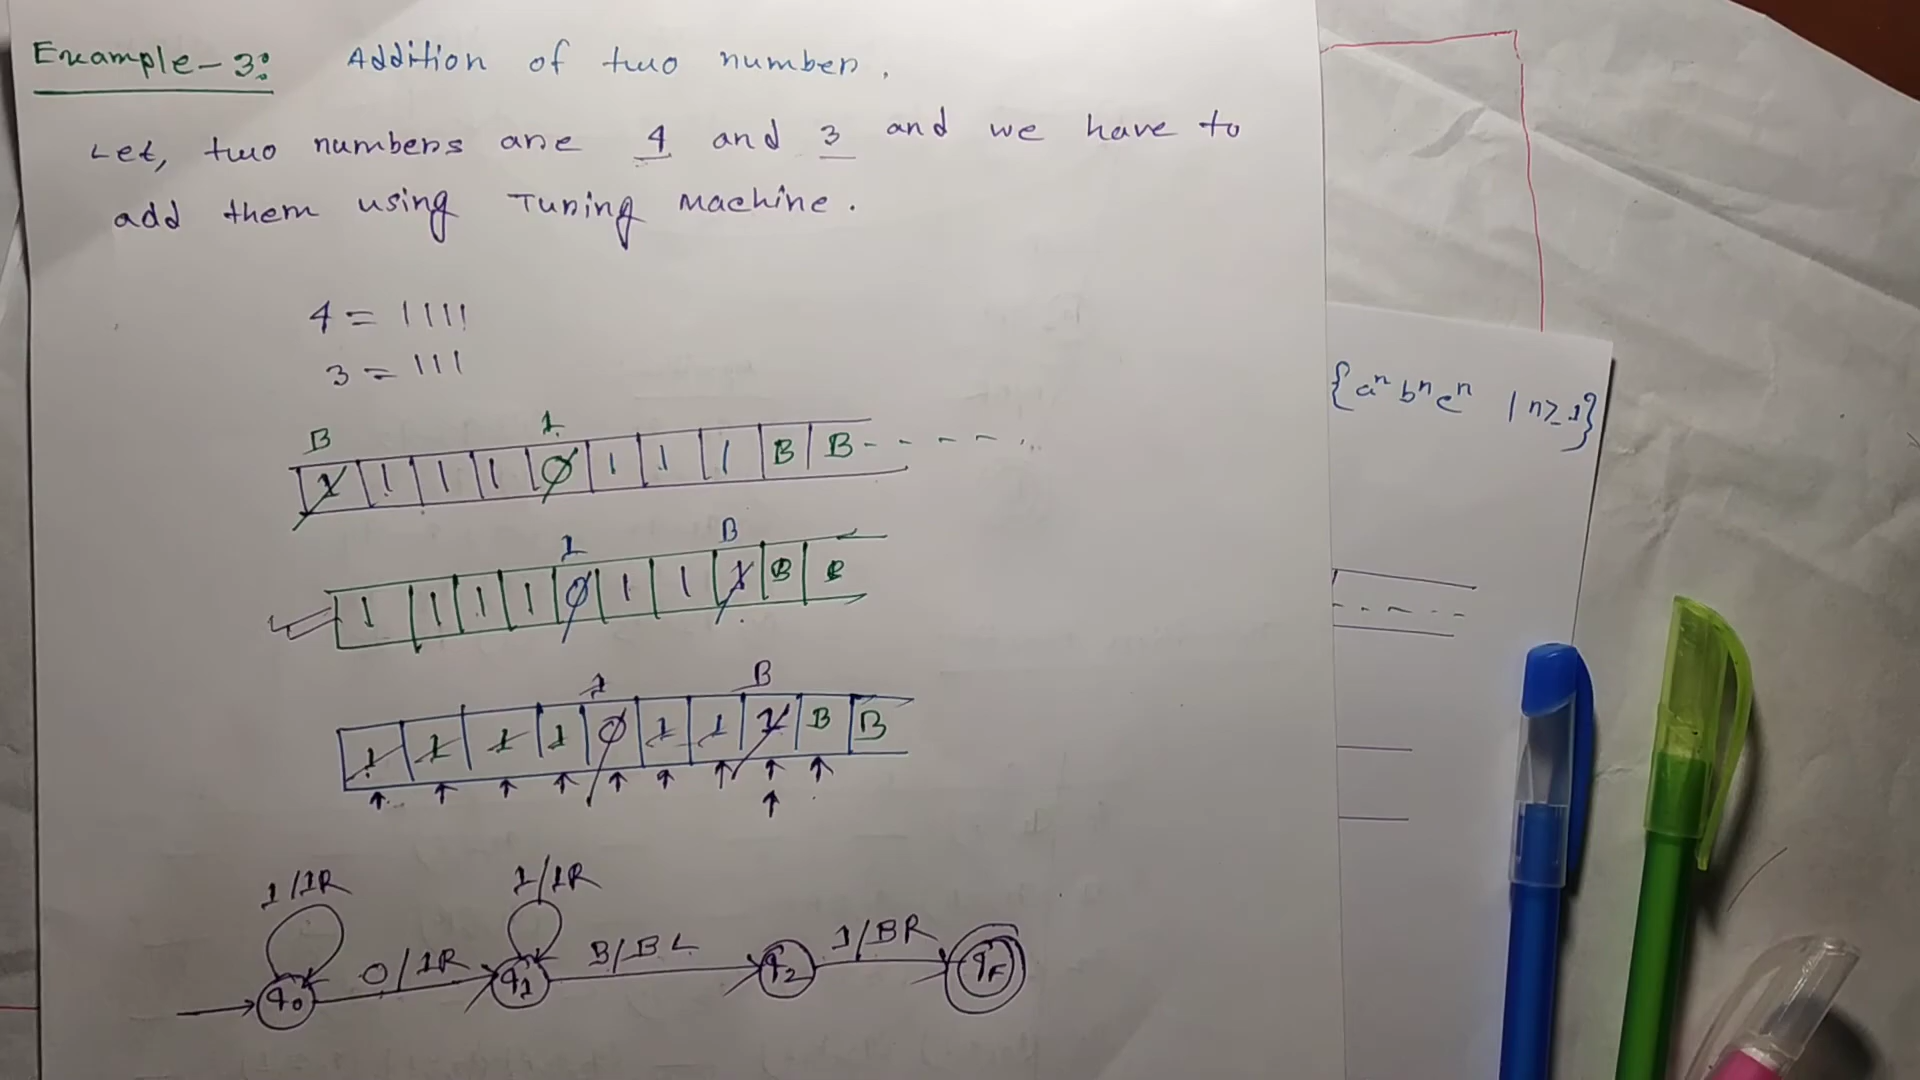 Example-3: Addition of two number.
Let, two numbers are 4 and 3 and we have to
add them using Turing Machine.
4 = 1111
3 = 111
{aⁿ bⁿ cⁿ | n≥1}
B 1
1 1 1 1 0 1 1 1 B B - - - - -
1 B
1 1 1 1 0 1 1 1 B B
1 B
1 1 1 1 0 1 1 1 B B
1/1R 1/1R
0/1R B/BL 1/BR
q0 q1 q2 qF